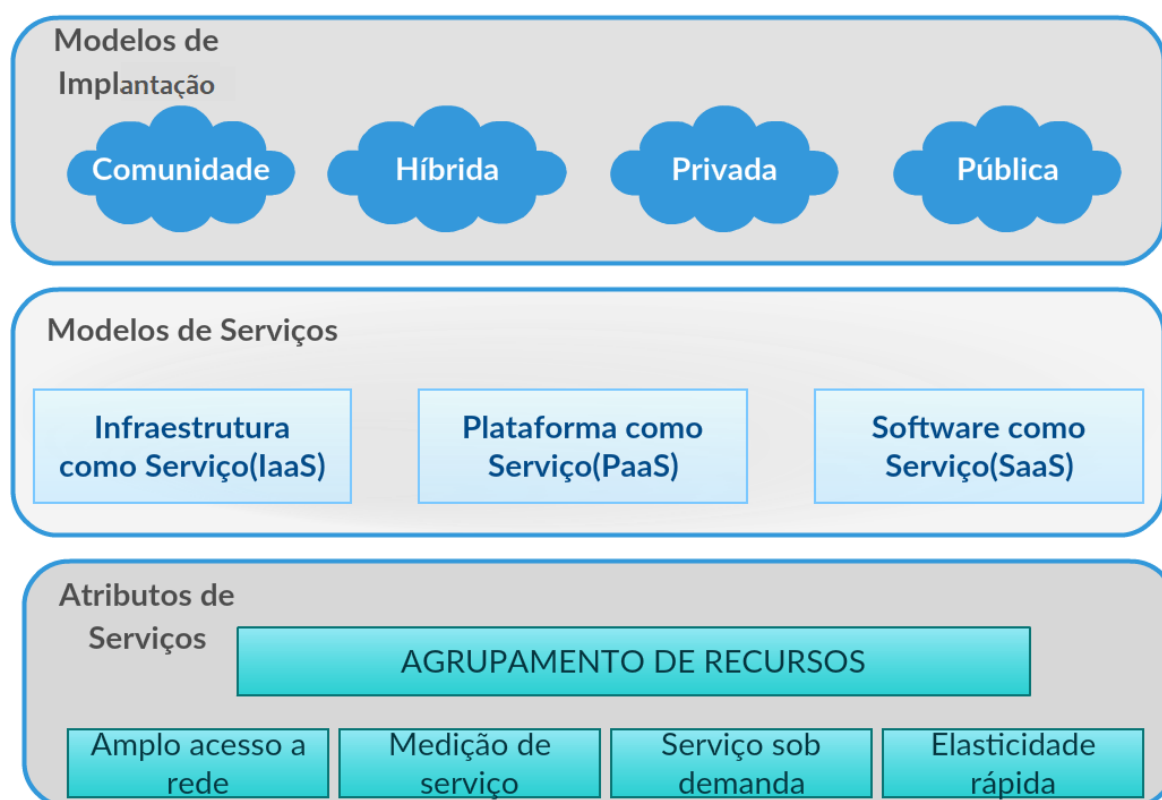 Modelos de
Implantação
Comunidade
Híbrida
Privada
Pública
Modelos de Serviços
Infraestrutura
como Serviço(IaaS)
Plataforma como
Serviço(PaaS)
Software como
Serviço(SaaS)
Atributos de
Serviços
AGRUPAMENTO DE RECURSOS
Amplo acesso a
rede
Medição de
serviço
Serviço sob
demanda
Elasticidade
rápida